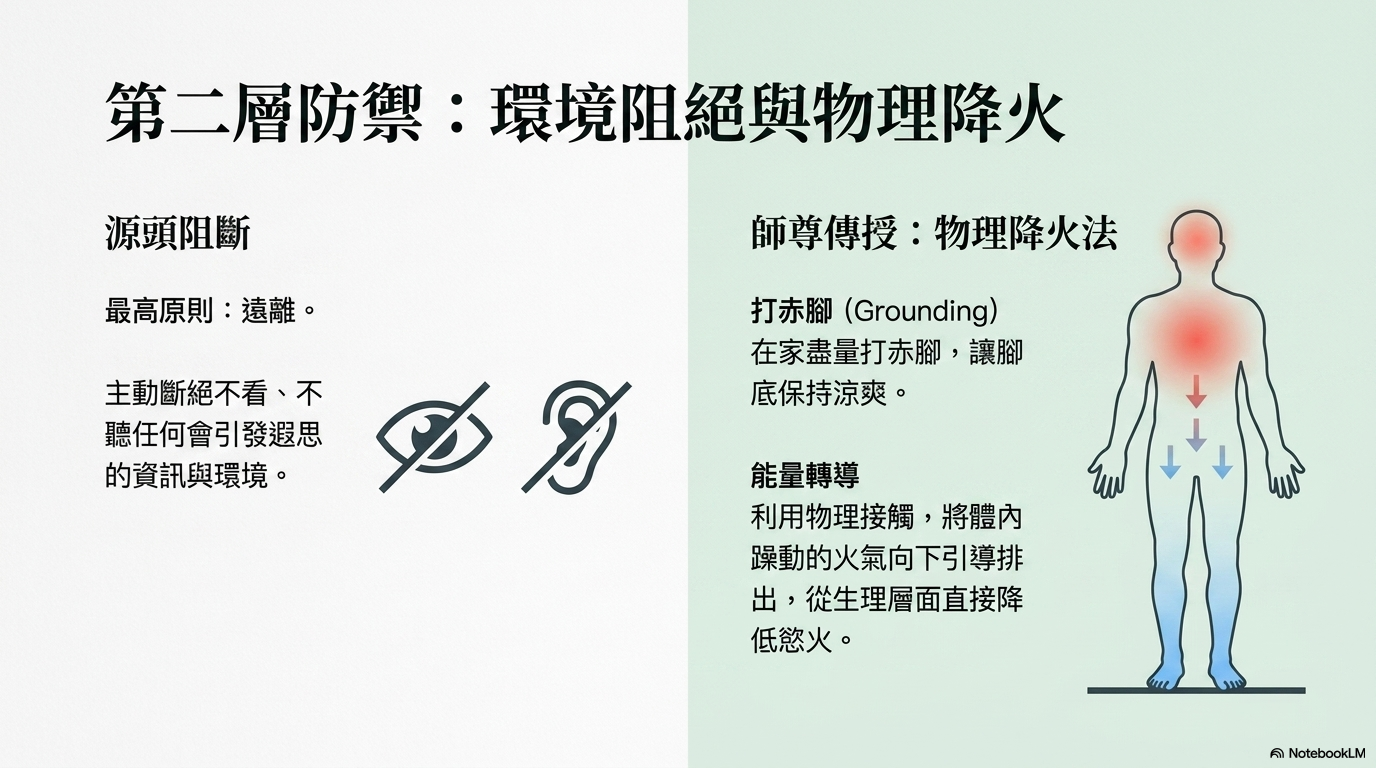 第二層防禦：環境阻絕與物理降火
源頭阻斷
最高原則：遠離。
主動斷絕不看、不
聽任何會引發遐思
的資訊與環境。
師尊傳授：物理降火法
打赤腳 (Grounding)
在家盡量打赤腳，讓腳
底保持涼爽。
能量轉導
利用物理接觸，將體內
躁動的火氣向下引導排
出，從生理層面直接降
低慾火。
NotebookLM